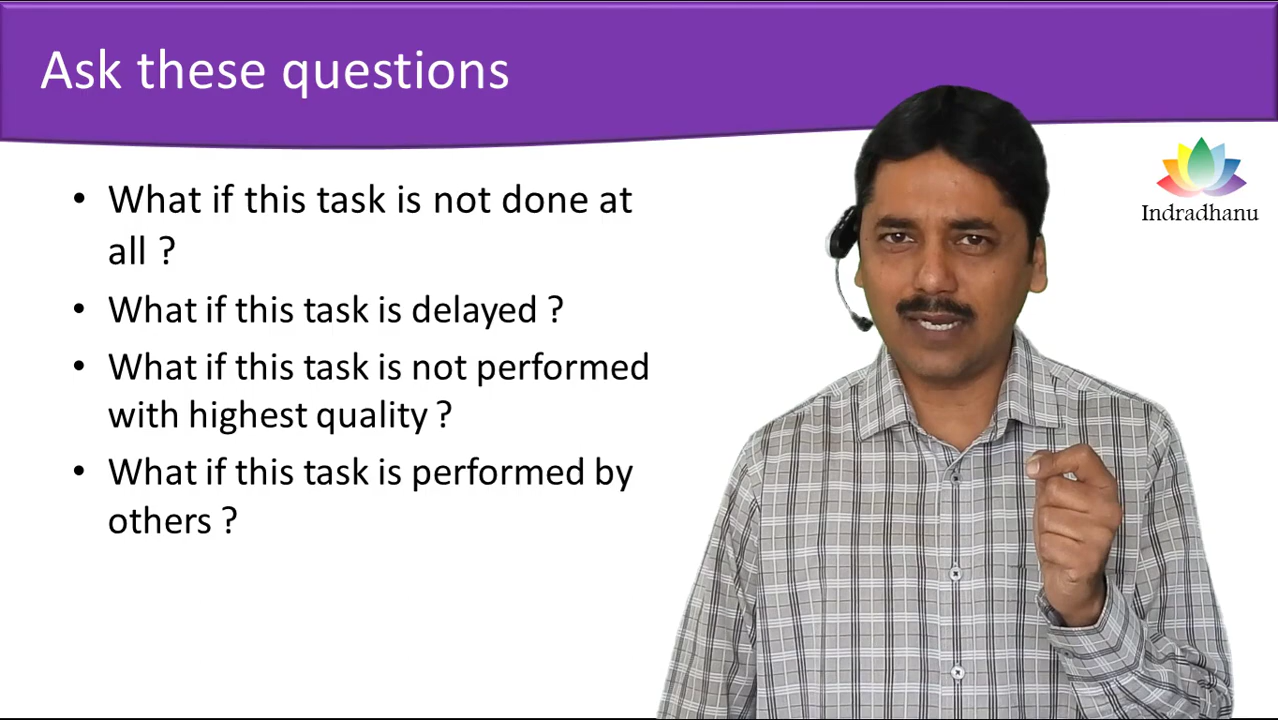 Ask these questions
• What if this task is not done at
all ?
• What if this task is delayed ?
• What if this task is not performed
with highest quality ?
• What if this task is performed by
others ?
Indradhanu